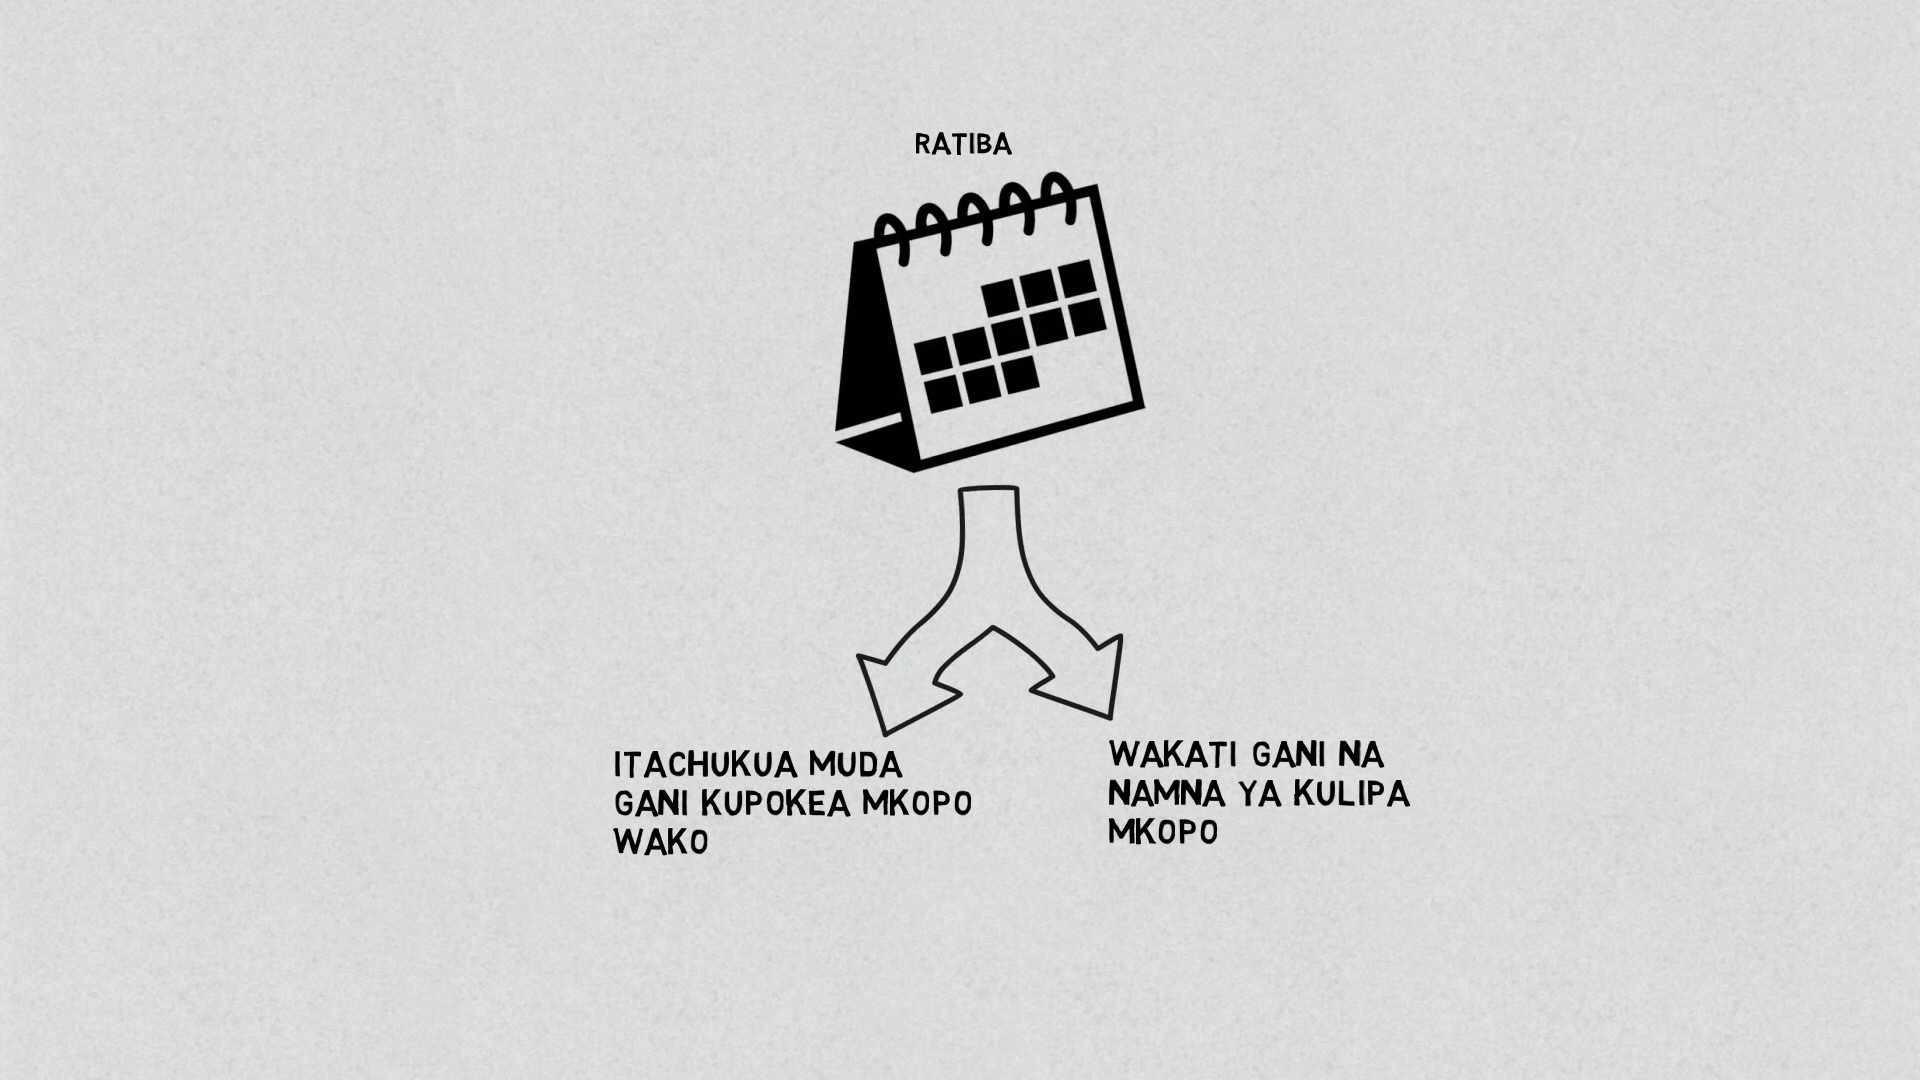 RATIBA
ITACHUKUA MUDA
GANI KUPOKEA MKOPO
WAKO
WAKATI GANI NA
NAMNA YA KULIPA
MKOPO